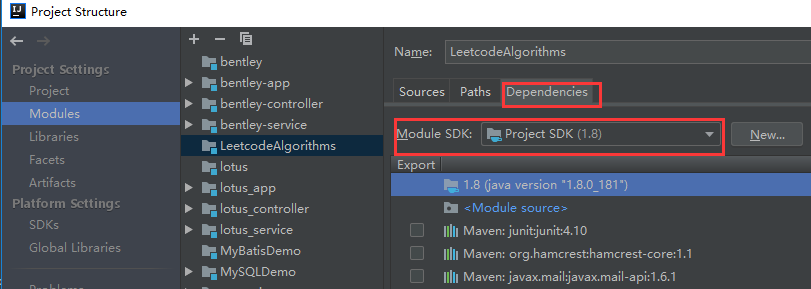 Project Structure
Project Settings
Project
Modules
Libraries
Facets
Artifacts
Platform Settings
SDKs
Global Libraries
bentley
bentley-app
bentley-controller
bentley-service
LeetcodeAlgorithms
lotus
lotus_app
lotus_controller
lotus_service
MyBatisDemo
MySQLDemo
Name: LeetcodeAlgorithms
Sources Paths Dependencies
Module SDK: Project SDK (1.8) New...
Export
1.8 (java version "1.8.0_181")
<Module source>
Maven: junit:junit:4.10
Maven: org.hamcrest:hamcrest-core:1.1
Maven: javax.mail:javax.mail-api:1.6.1